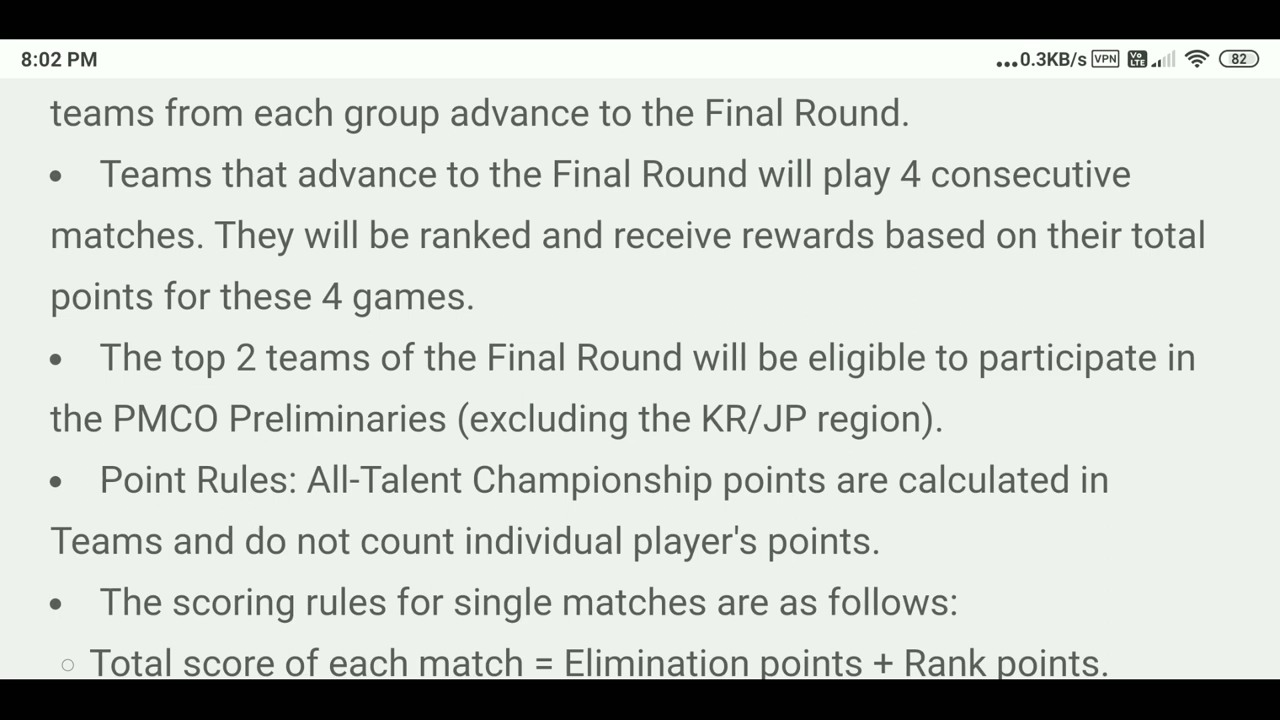 8:02 PM ...0.3KB/s VPN Vo LTE 82
teams from each group advance to the Final Round.
• Teams that advance to the Final Round will play 4 consecutive
matches. They will be ranked and receive rewards based on their total
points for these 4 games.
• The top 2 teams of the Final Round will be eligible to participate in
the PMCO Preliminaries (excluding the KR/JP region).
• Point Rules: All-Talent Championship points are calculated in
Teams and do not count individual player's points.
• The scoring rules for single matches are as follows:
○ Total score of each match = Elimination points + Rank points.